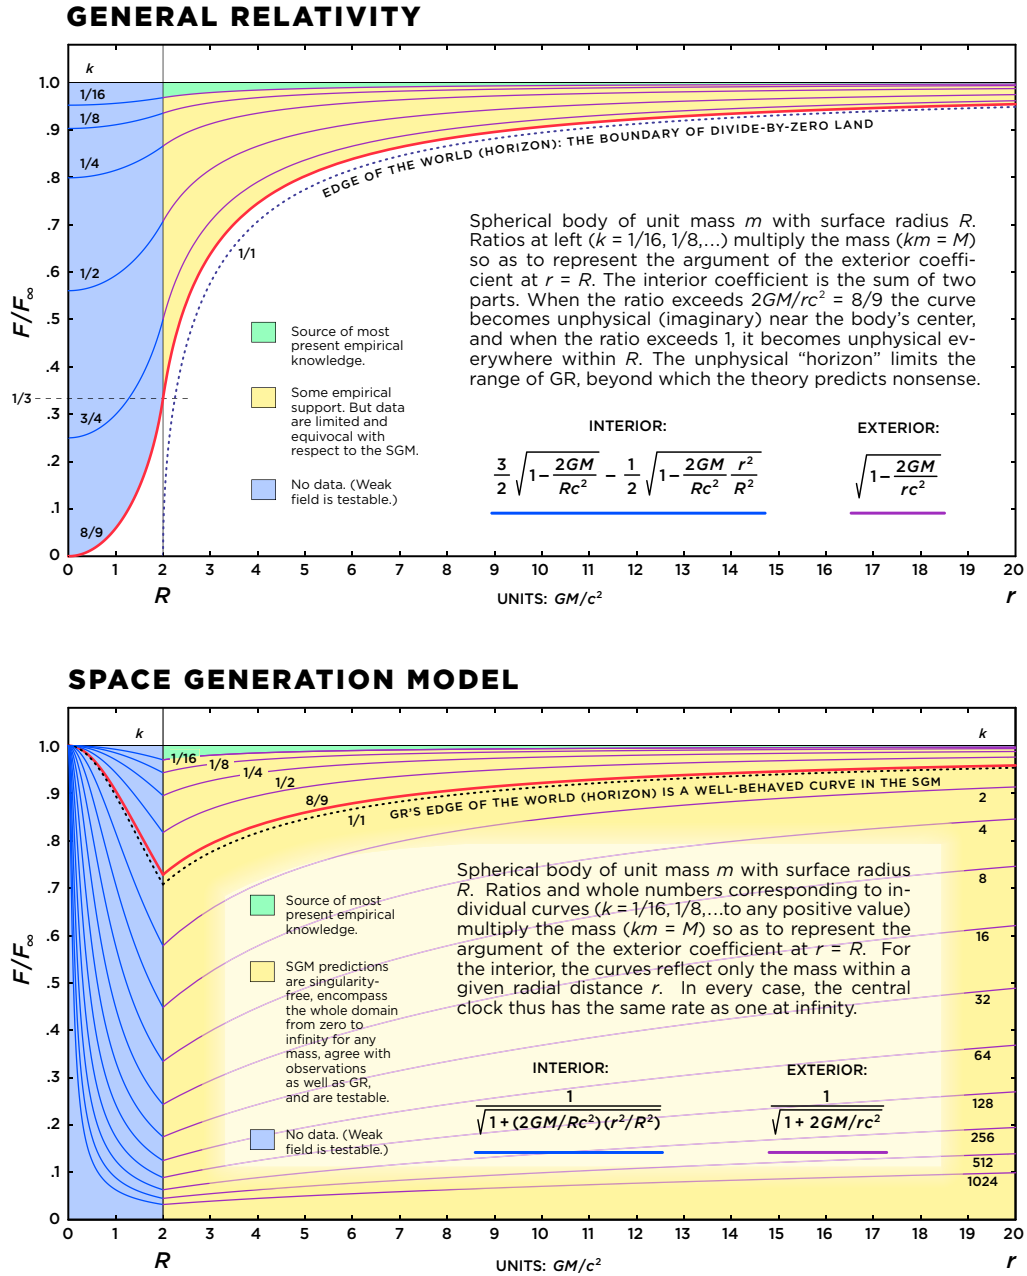 GENERAL RELATIVITY
k
1.0
1/16
.9
1/8
.8
1/4
.7
.6
1/2
.5
.4
1/3
.3
3/4
.2
.1
8/9
0
F/F∞
EDGE OF THE WORLD (HORIZON): THE BOUNDARY OF DIVIDE-BY-ZERO LAND
1/1
Spherical body of unit mass m with surface radius R.
Ratios at left (k = 1/16, 1/8,...) multiply the mass (km = M)
so as to represent the argument of the exterior coeffi-
cient at r = R. The interior coefficient is the sum of two
parts. When the ratio exceeds 2GM/rc² = 8/9 the curve
becomes unphysical (imaginary) near the body's center,
and when the ratio exceeds 1, it becomes unphysical ev-
erywhere within R. The unphysical “horizon” limits the
range of GR, beyond which the theory predicts nonsense.
Source of most
present empirical
knowledge.
Some empirical
support. But data
are limited and
equivocal with
respect to the SGM.
No data. (Weak
field is testable.)
INTERIOR:
3/2 √(1 − 2GM/Rc²) − 1/2 √(1 − 2GM/Rc² r²/R²)
EXTERIOR:
√(1 − 2GM/rc²)
0 1 2 3 4 5 6 7 8 9 10 11 12 13 14 15 16 17 18 19 20
R
UNITS: GM/c²
r
SPACE GENERATION MODEL
k
k
1.0
.9
.8
.7
.6
.5
.4
.3
.2
.1
0
F/F∞
1/16
1/8
1/4
1/2
8/9
1/1
GR'S EDGE OF THE WORLD (HORIZON) IS A WELL-BEHAVED CURVE IN THE SGM
2
4
8
16
32
64
128
256
512
1024
Spherical body of unit mass m with surface radius
R. Ratios and whole numbers corresponding to in-
dividual curves (k = 1/16, 1/8,...to any positive value)
multiply the mass (km = M) so as to represent the
argument of the exterior coefficient at r = R. For
the interior, the curves reflect only the mass within a
given radial distance r. In every case, the central
clock thus has the same rate as one at infinity.
Source of most
present empirical
knowledge.
SGM predictions
are singularity-
free, encompass
the whole domain
from zero to
infinity for any
mass, agree with
observations
as well as GR,
and are testable.
No data. (Weak
field is testable.)
INTERIOR:
1/√(1 + (2GM/Rc²)(r²/R²))
EXTERIOR:
1/√(1 + 2GM/rc²)
0 1 2 3 4 5 6 7 8 9 10 11 12 13 14 15 16 17 18 19 20
R
UNITS: GM/c²
r